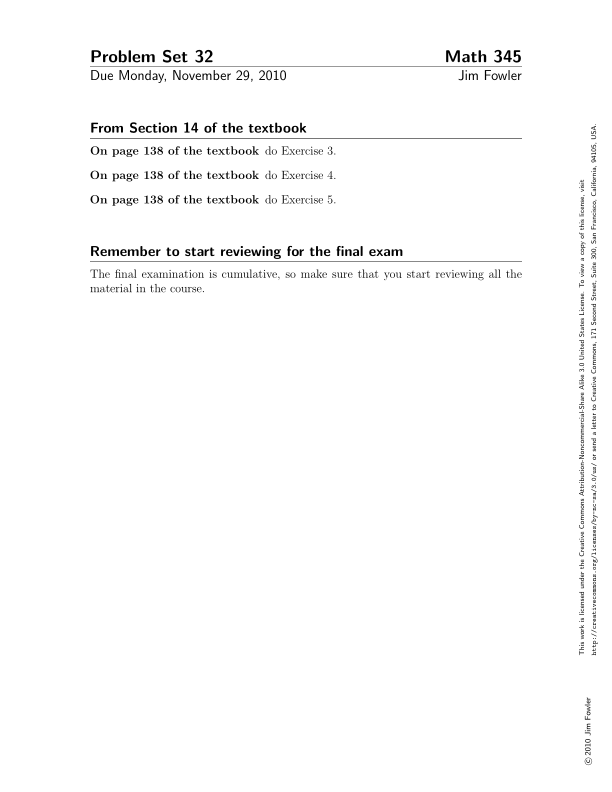 Problem Set 32 Math 345
Due Monday, November 29, 2010 Jim Fowler
From Section 14 of the textbook
On page 138 of the textbook do Exercise 3.
On page 138 of the textbook do Exercise 4.
On page 138 of the textbook do Exercise 5.
Remember to start reviewing for the final exam
The final examination is cumulative, so make sure that you start reviewing all the
material in the course.
© 2010 Jim Fowler
This work is licensed under the Creative Commons Attribution-Noncommercial-Share Alike 3.0 United States License. To view a copy of this license, visit
http://creativecommons.org/licenses/by-nc-sa/3.0/us/ or send a letter to Creative Commons, 171 Second Street, Suite 300, San Francisco, California, 94105, USA.